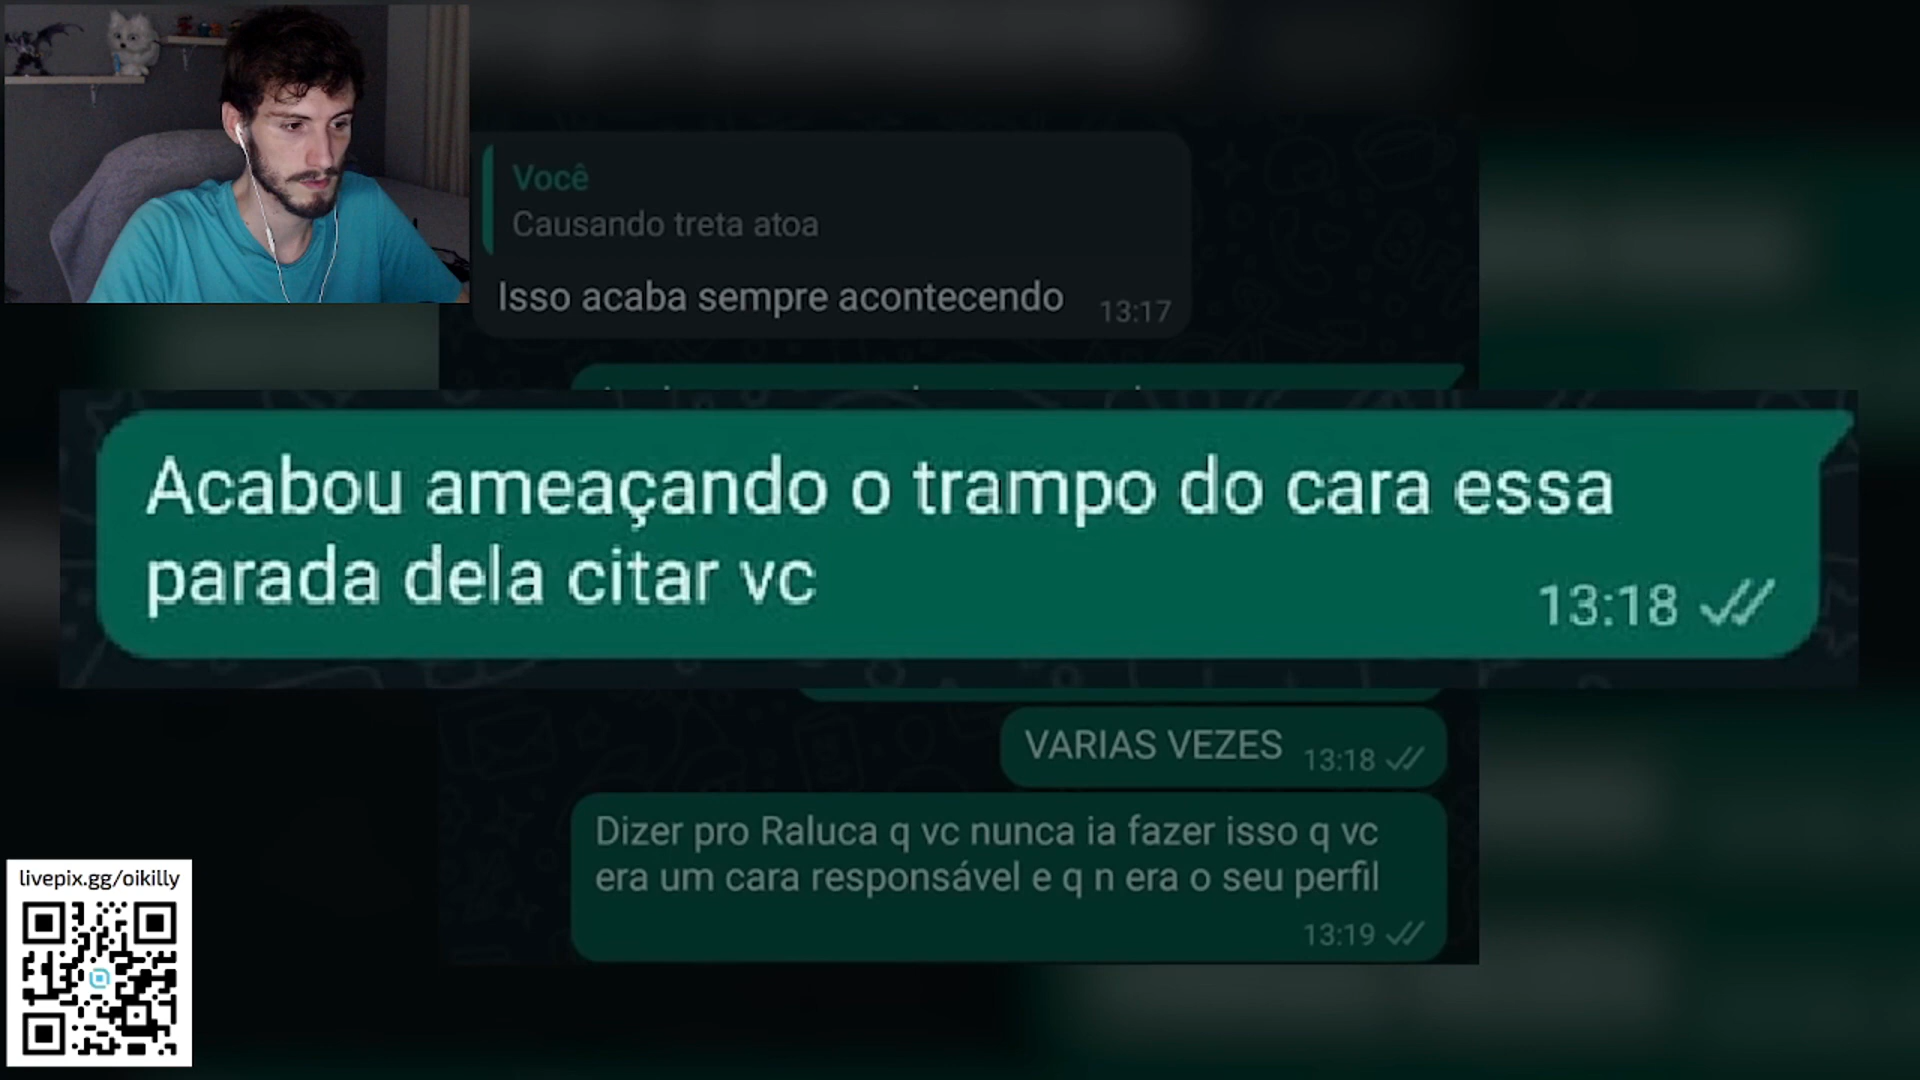 Você
Causando treta atoa
Isso acaba sempre acontecendo 13:17
Acabou ameaçando o trampo do cara essa
parada dela citar vc
13:18
VARIAS VEZES 13:18
Dizer pro Raluca q vc nunca ia fazer isso q vc
era um cara responsável e q n era o seu perfil
13:19
livepix.gg/oikilly